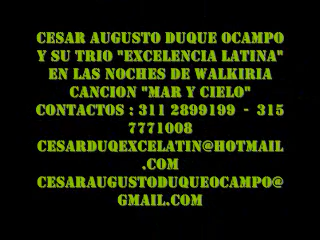 CESAR AUGUSTO DUQUE OCAMPO
Y SU TRIO "EXCELENCIA LATINA"
EN LAS NOCHES DE WALKIRIA
CANCION "MAR Y CIELO"
CONTACTOS : 311 2899199 - 315
7771008
CESARDUQEXCELATIN@HOTMAIL
.COM
CESARAUGUSTODUQUEOCAMPO@
GMAIL.COM